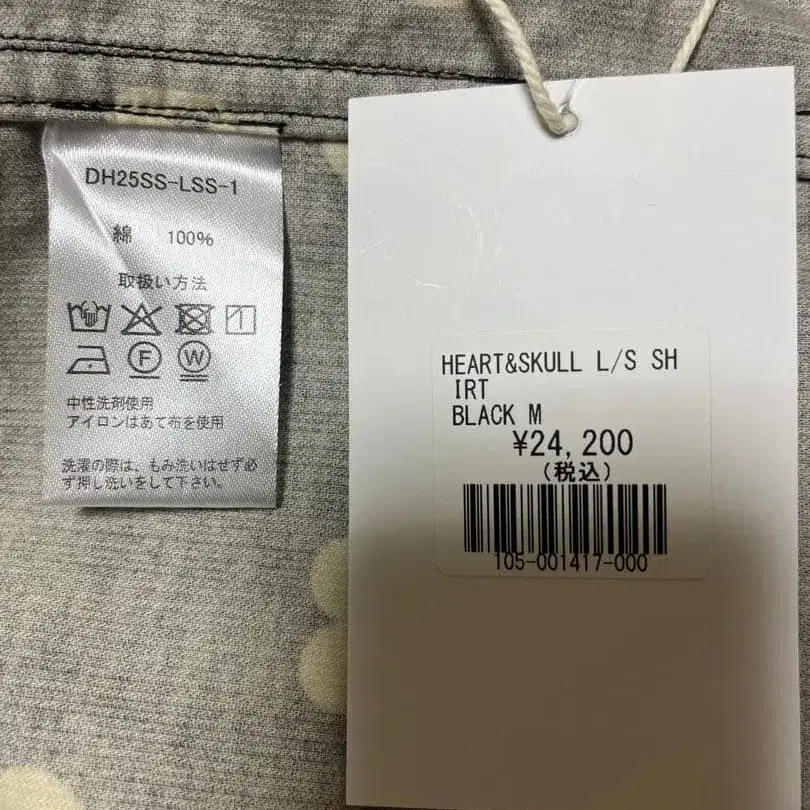 DH25SS-LSS-1
綿 100%
取扱い方法
F W
中性洗剤使用
アイロンはあて布を使用
洗濯の際は、もみ洗いはせず必
ず押し洗いをして下さい。
HEART&SKULL L/S SH
IRT
BLACK M
¥24,200
(税込)
105-001417-000